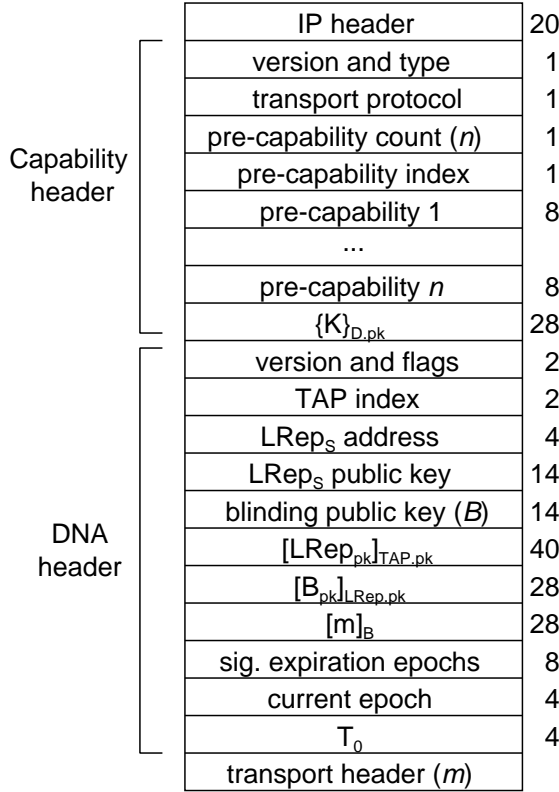 IP header 20
version and type 1
transport protocol 1
pre-capability count (n) 1
Capability header
pre-capability index 1
pre-capability 1 8
...
pre-capability n 8
{K}D.pk 28
version and flags 2
TAP index 2
LRepS address 4
LRepS public key 14
blinding public key (B) 14
DNA header
[LReppk]TAP.pk 40
[Bpk]LRep.pk 28
[m]B 28
sig. expiration epochs 8
current epoch 4
T0 4
transport header (m)